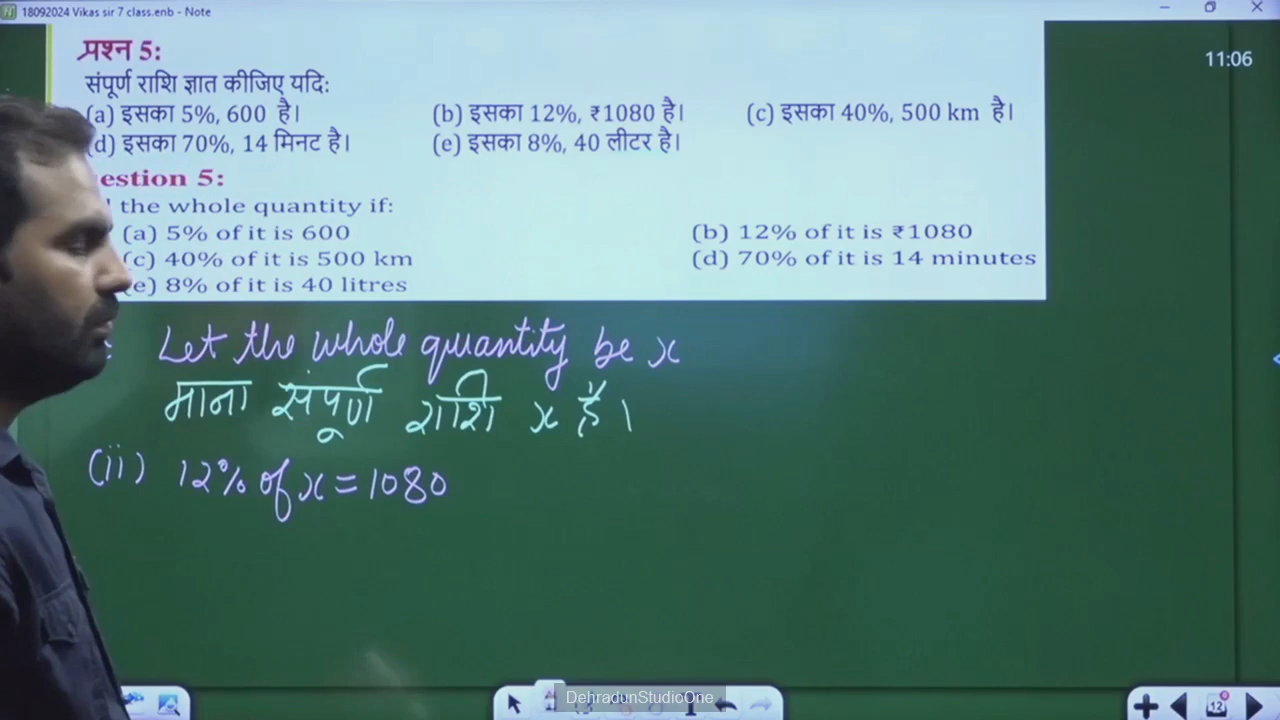 18092024 Vikas sir 7 class.enb - Note
11:06
प्रश्न 5:
संपूर्ण राशि ज्ञात कीजिए यदि:
(a) इसका 5%, 600 है। (b) इसका 12%, ₹1080 है। (c) इसका 40%, 500 km है।
(d) इसका 70%, 14 मिनट है। (e) इसका 8%, 40 लीटर है।
estion 5:
the whole quantity if:
(a) 5% of it is 600 (b) 12% of it is ₹1080
(c) 40% of it is 500 km (d) 70% of it is 14 minutes
(e) 8% of it is 40 litres
Let the whole quantity be x
माना संपूर्ण राशि x है।
(ii) 12% of x = 1080
DehradunStudioOne
12